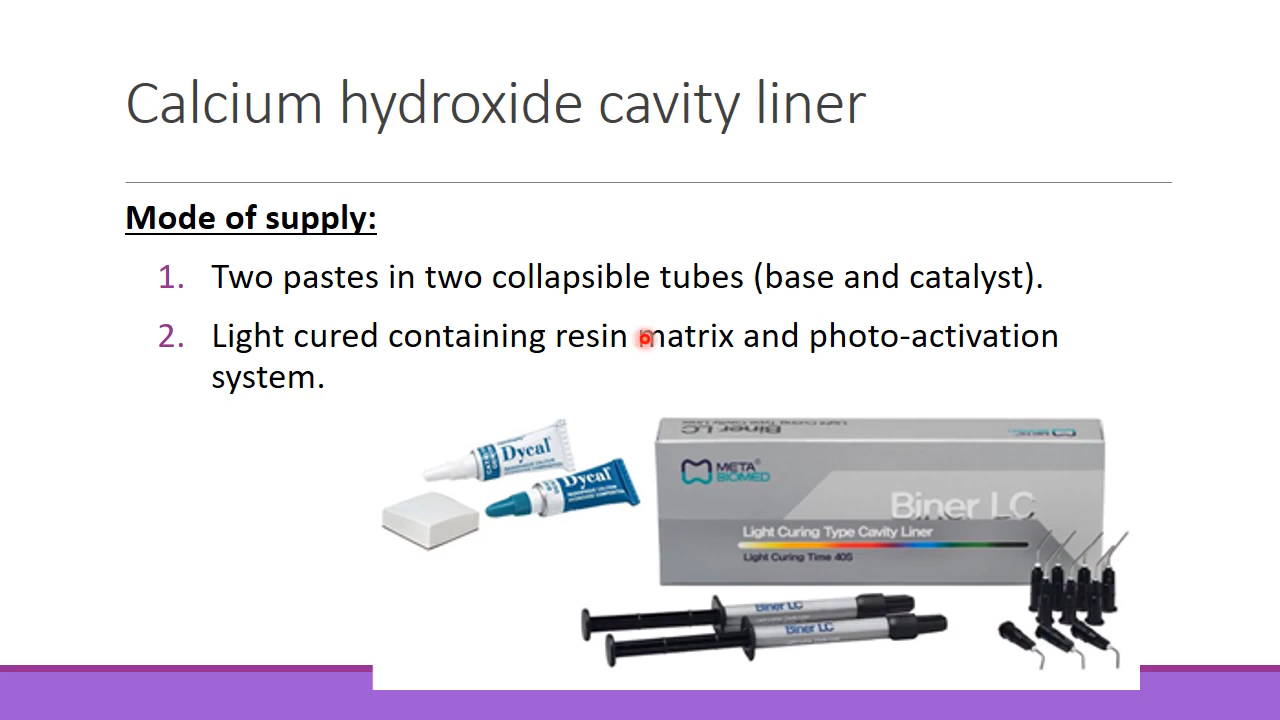 Calcium hydroxide cavity liner
Mode of supply:
1. Two pastes in two collapsible tubes (base and catalyst).
2. Light cured containing resin matrix and photo-activation
system.
Dycal
Dycal
Biner LC
META
BIOMED
Biner LC
Light Curing Type Cavity Liner
Light Curing Time 40S
Biner LC
Biner LC